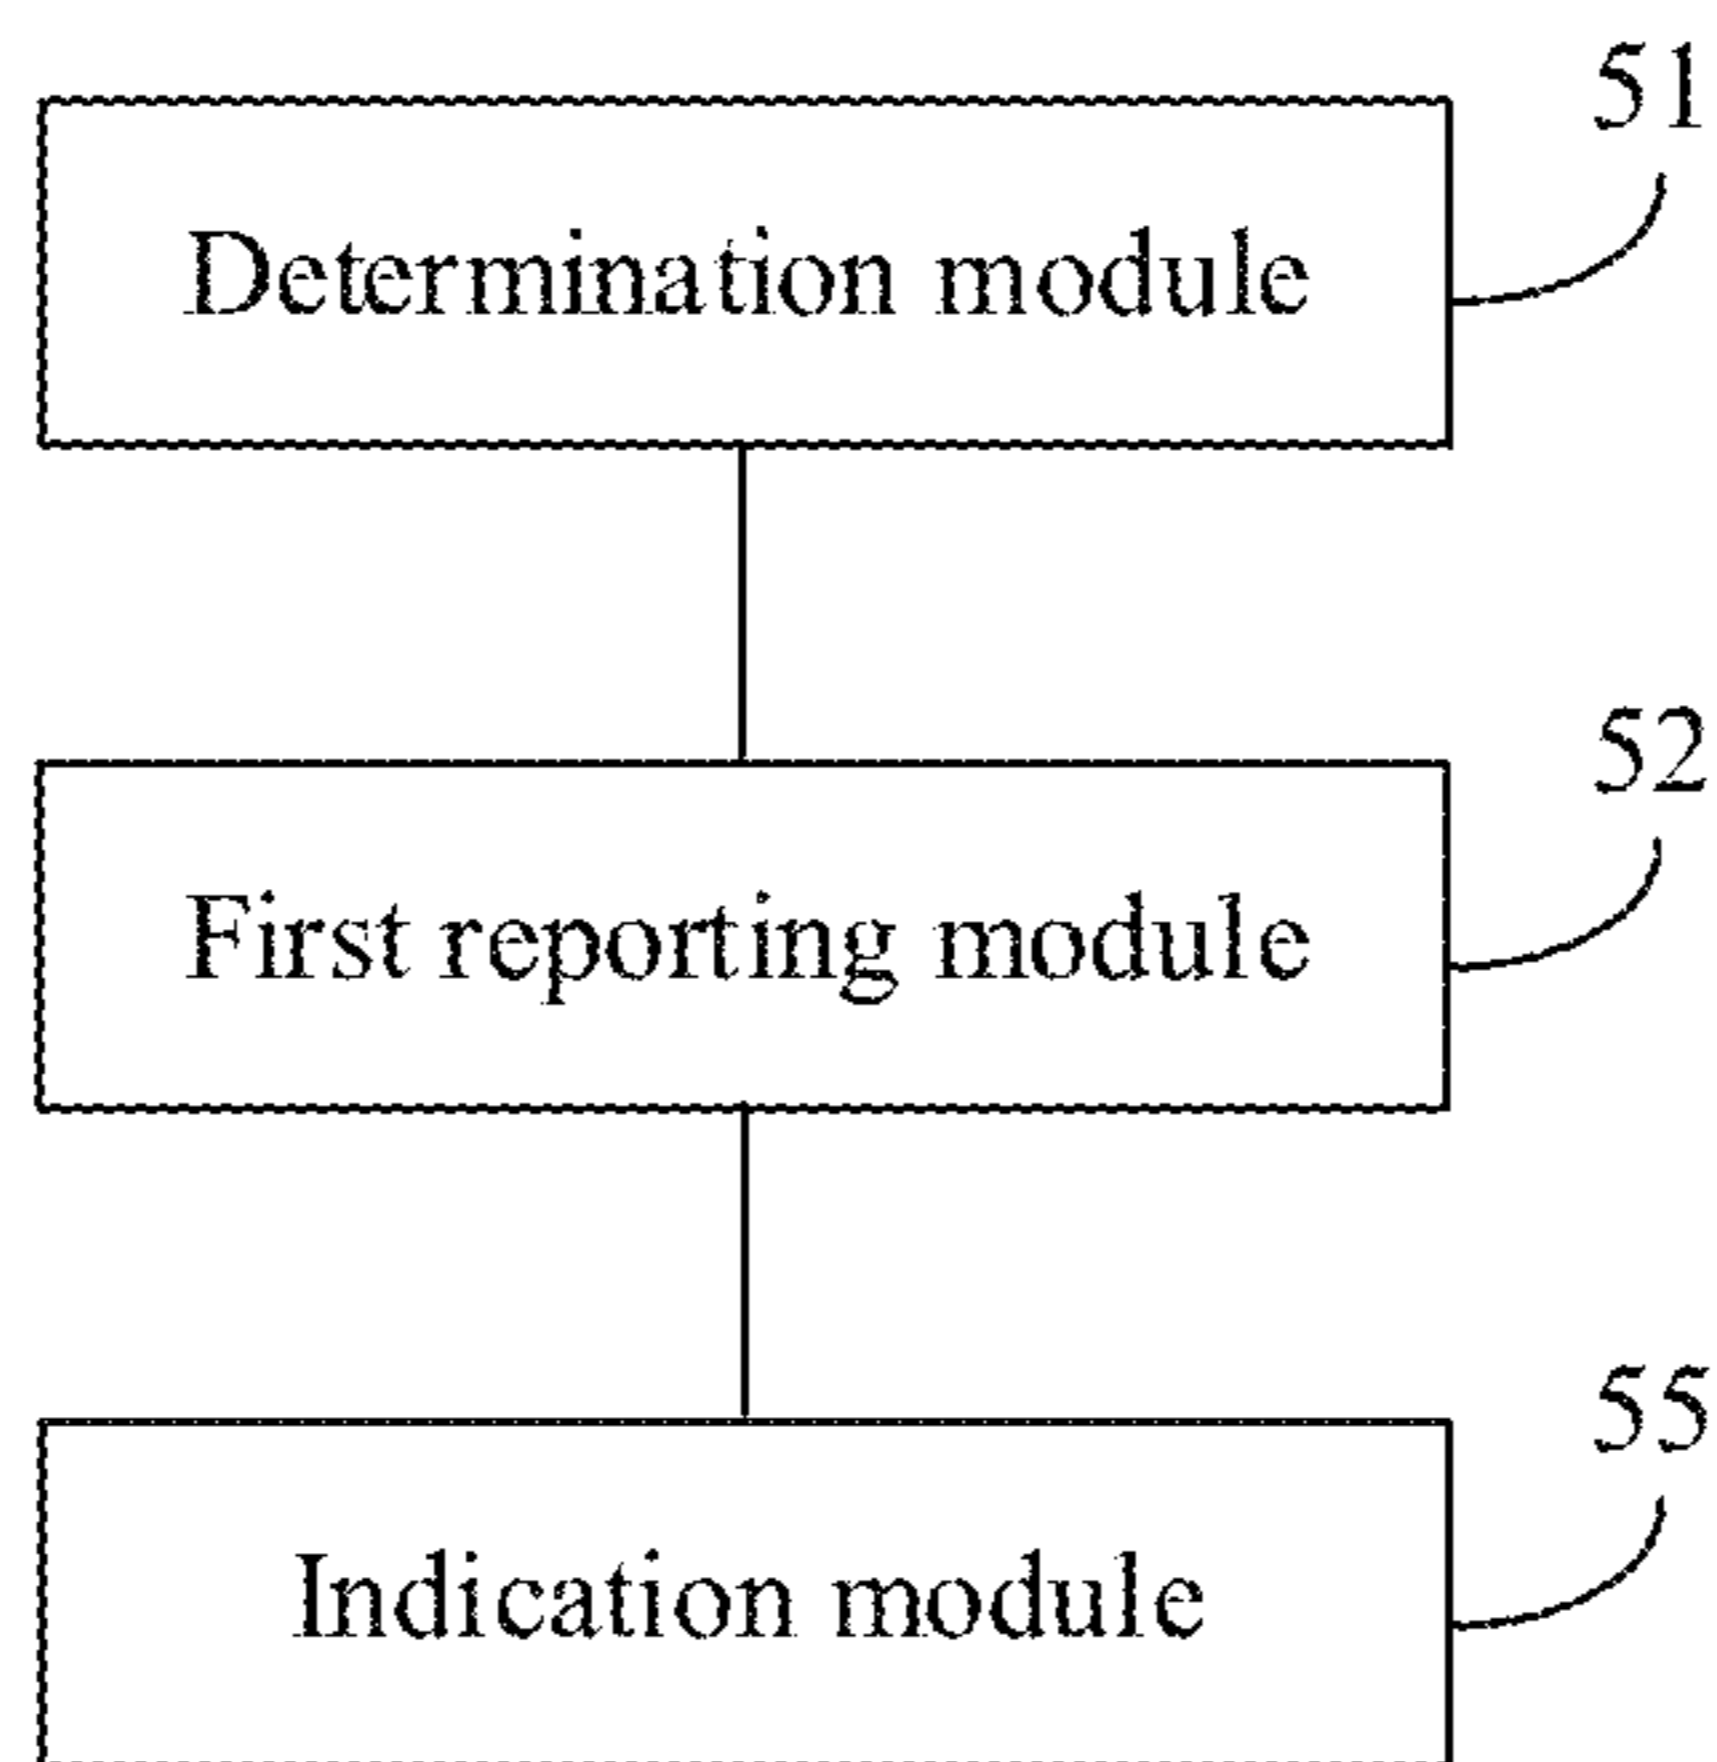 51
Determination module
52
First reporting module
55
Indication module